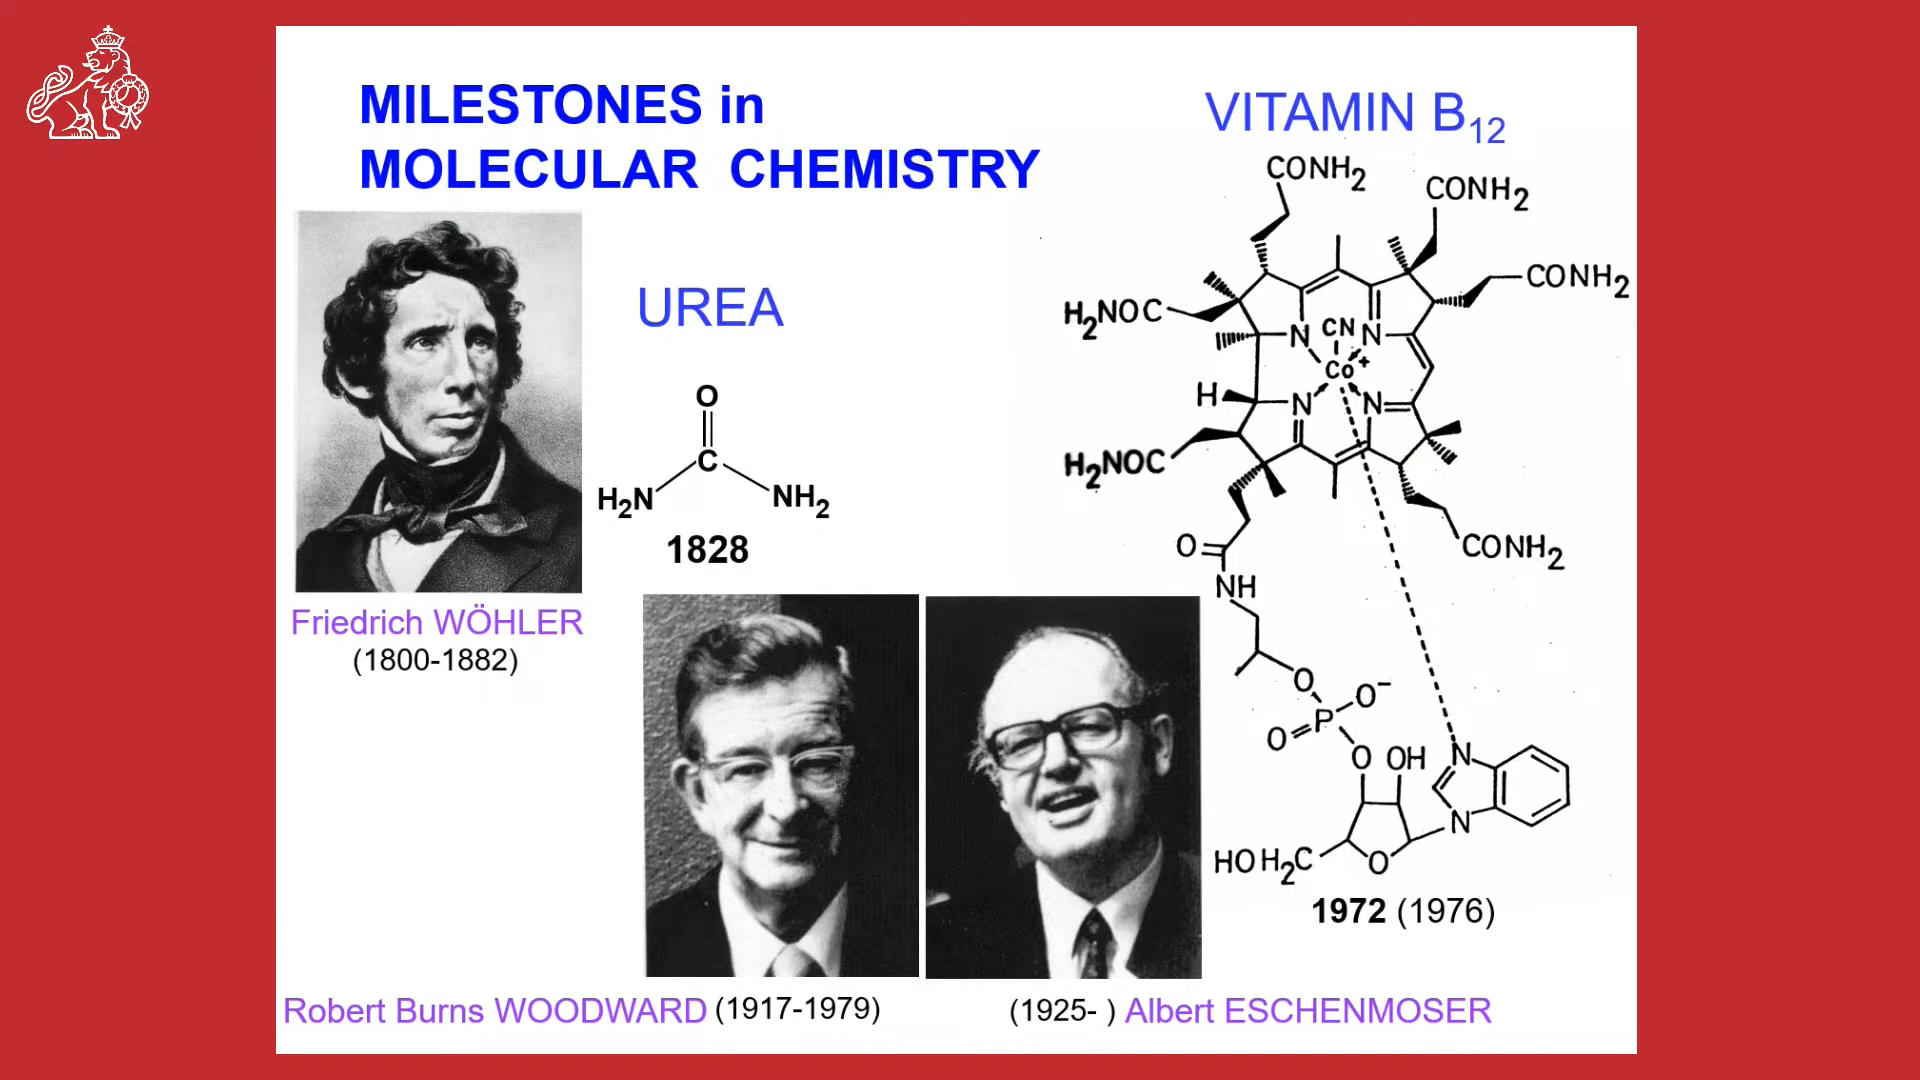 MILESTONES in
MOLECULAR CHEMISTRY
VITAMIN B12
CONH2
CONH2
CONH2
H2NOC
N
CN
N
Co+
H
N
N
H2NOC
CONH2
O
NH
O
O-
P
O
O
OH
N
N
HOH2C
O
1972 (1976)
UREA
O
C
H2N
NH2
1828
Friedrich WÖHLER
(1800-1882)
Robert Burns WOODWARD (1917-1979)
(1925- ) Albert ESCHENMOSER